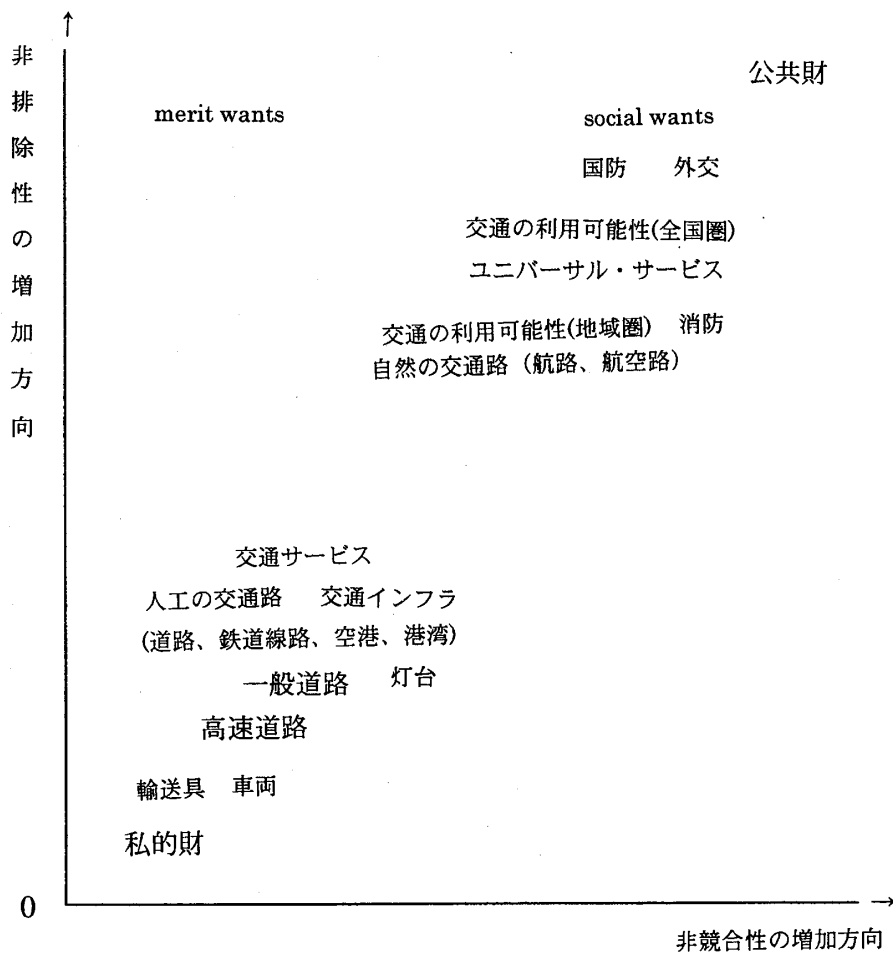 ↑
非排除性の増加方向
公共財
merit wants
social wants
国防 外交
交通の利用可能性(全国圏)
ユニバーサル・サービス
交通の利用可能性(地域圏) 消防
自然の交通路(航路、航空路)
交通サービス
人工の交通路 交通インフラ
(道路、鉄道線路、空港、港湾)
一般道路 灯台
高速道路
輸送具 車両
私的財
0
→
非競合性の増加方向